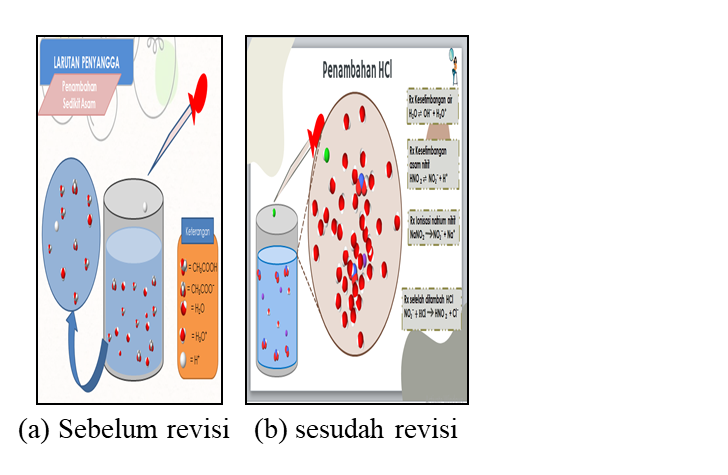 LARUTAN PENYANGGA
Penambahan
Sedikit Asam
Keterangan
= CH₃COOH
= CH₃COO⁻
= H₂O
= H₃O⁺
= H⁺
Penambahan HCl
Rx Kesetimbangan air
H₂O ⇌ OH⁻ + H₃O⁺
Rx Kesetimbangan
asam nitrit
HNO₂ ⇌ NO₂⁻ + H⁺
Rx Ionisasi natrium nitrit
NaNO₂ → NO₂⁻ + Na⁺
Rx setelah ditambah HCl
NO₂⁻ + HCl → HNO₂ + Cl⁻
(a) Sebelum revisi
(b) sesudah revisi